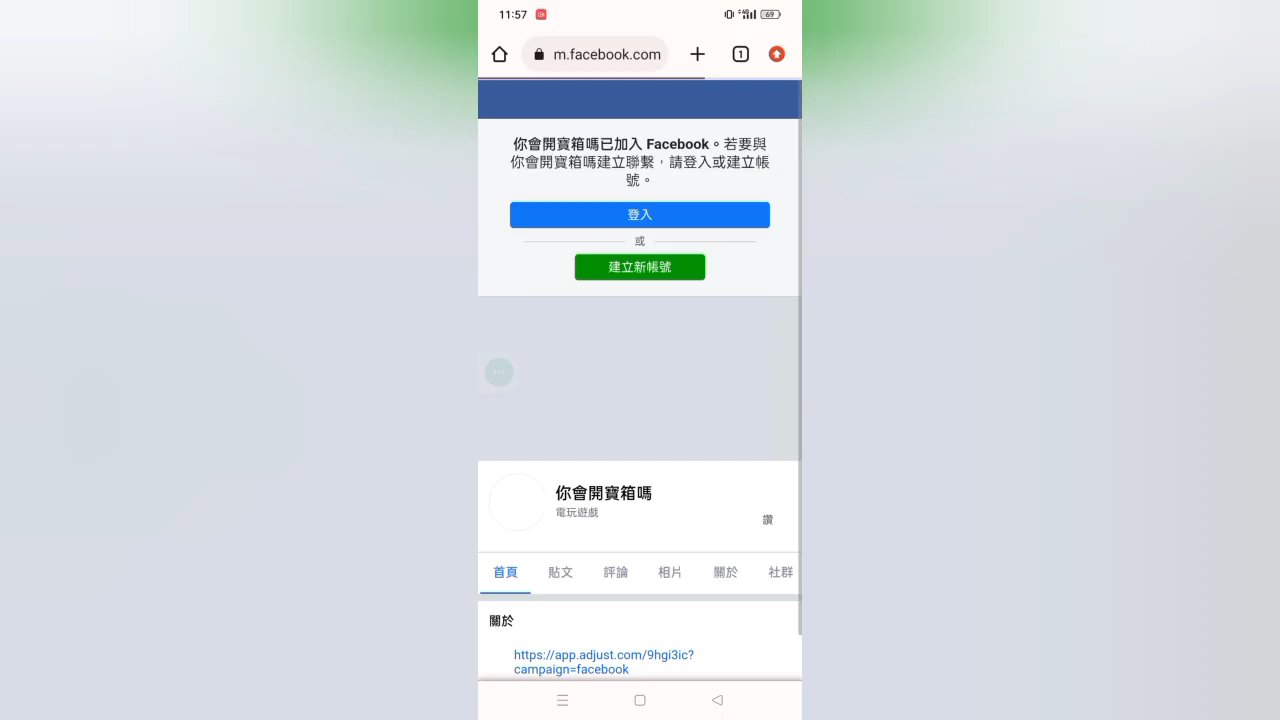 11:57
4G
69
m.facebook.com
1
你會開寶箱嗎已加入 Facebook。若要與
你會開寶箱嗎建立聯繫，請登入或建立帳
號。
登入
或
建立新帳號
你會開寶箱嗎
電玩遊戲
讚
首頁 貼文 評論 相片 關於 社群
關於
https://app.adjust.com/9hgi3ic?
campaign=facebook